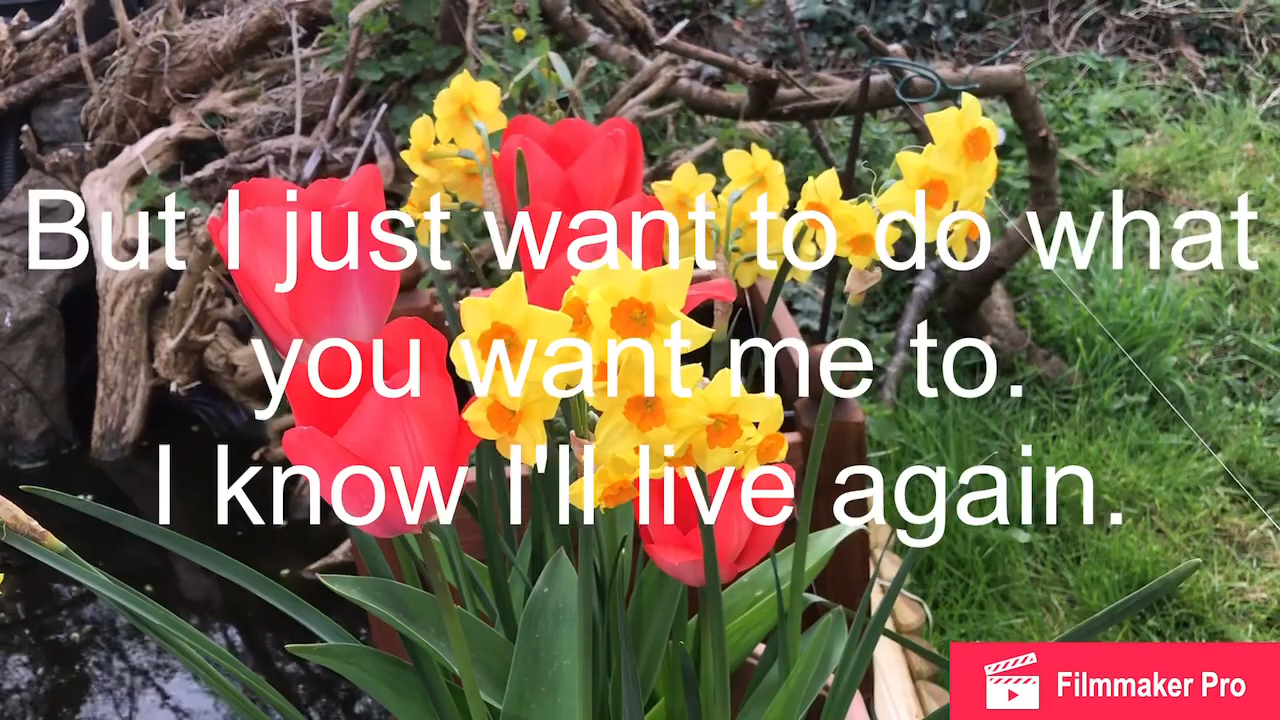 But I just want to do what
you want me to.
I know I'll live again.
Filmmaker Pro